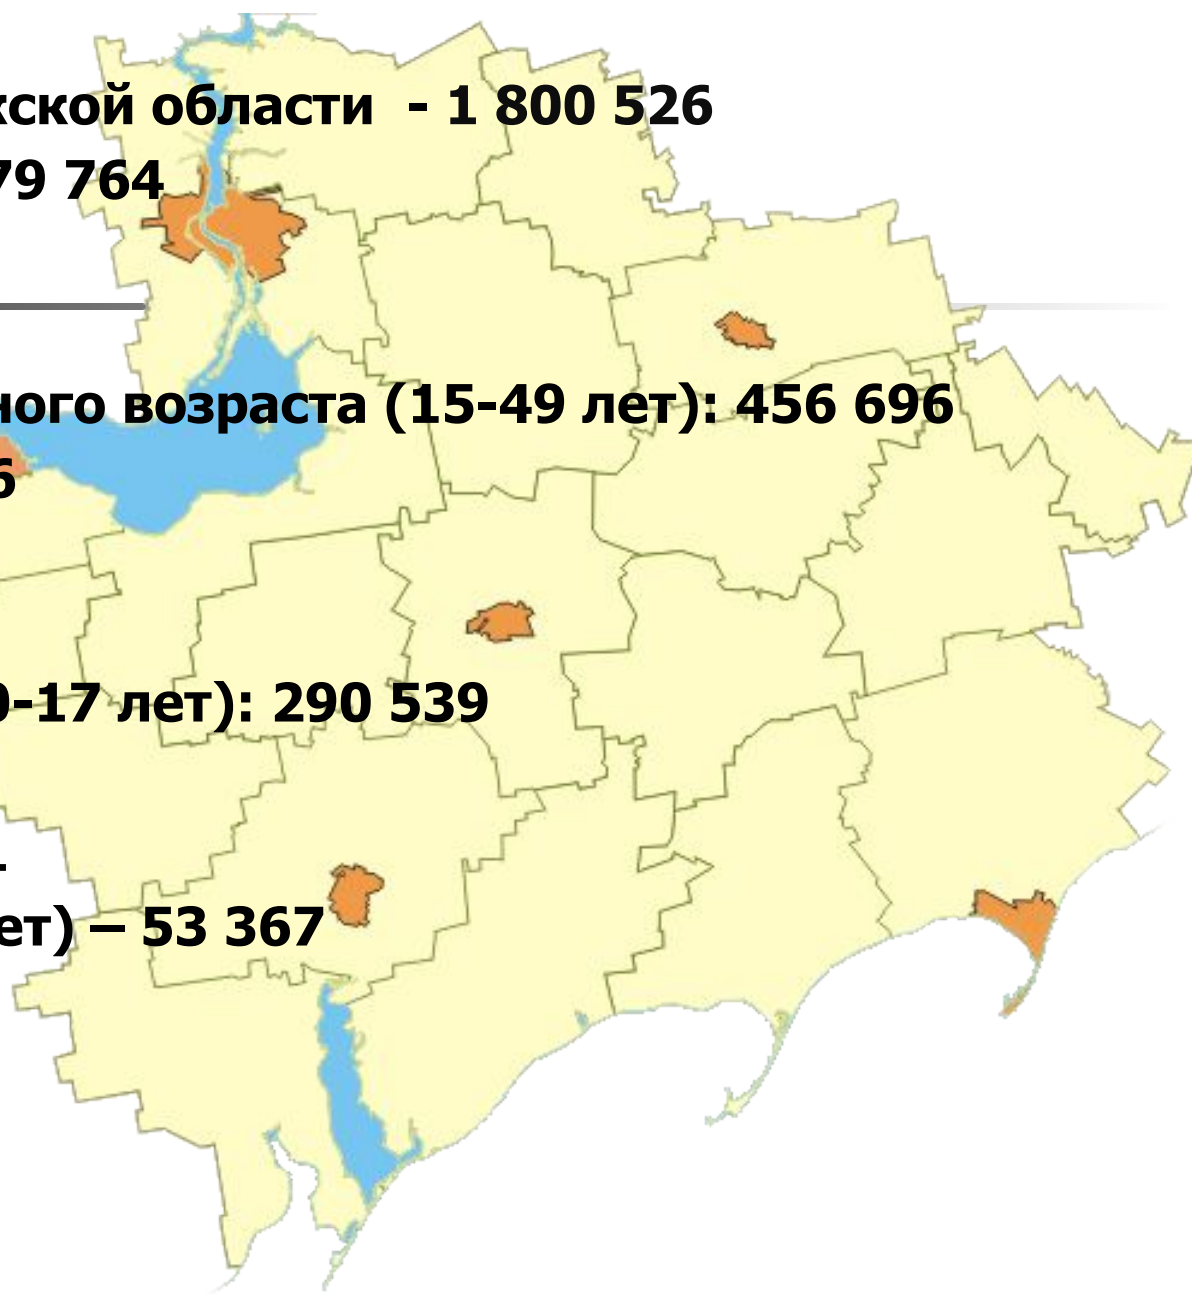 ской области - 1 800 526
79 764
ного возраста (15-49 лет): 456 696
6
0-17 лет): 290 539
ет) – 53 367